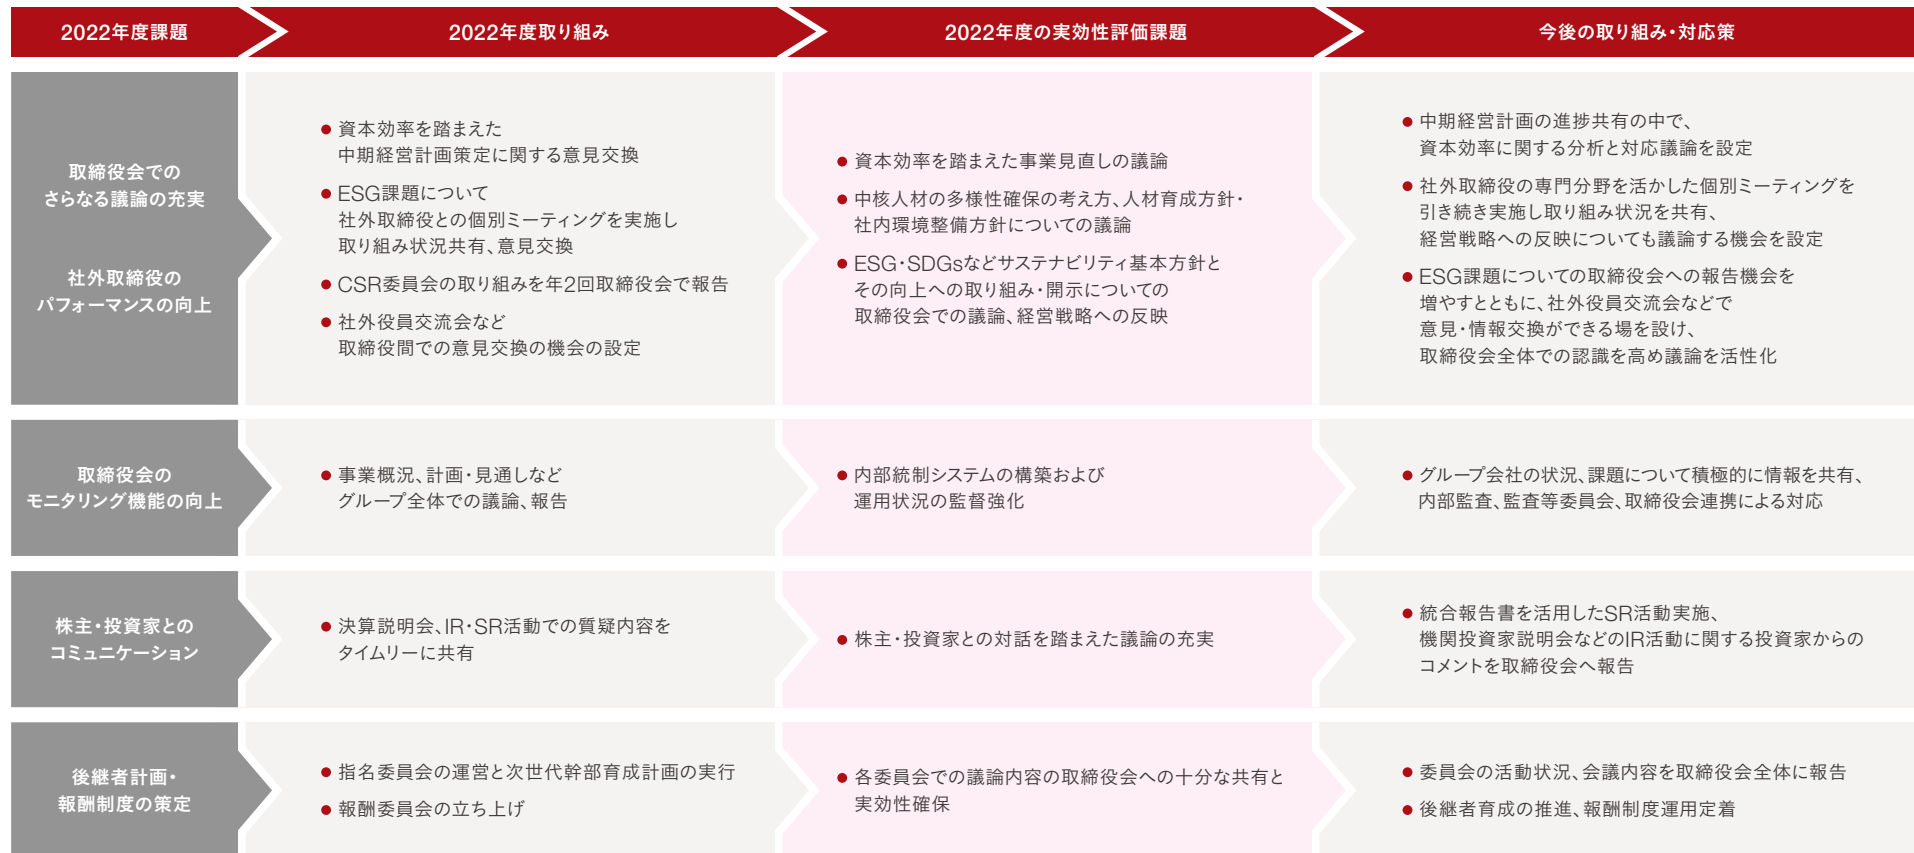 2022年度課題
2022年度取り組み
2022年度の実効性評価課題
今後の取り組み・対応策
取締役会での
さらなる議論の充実
社外取締役の
パフォーマンスの向上
● 資本効率を踏まえた
中期経営計画策定に関する意見交換
● ESG課題について
社外取締役との個別ミーティングを実施し
取り組み状況共有、意見交換
● CSR委員会の取り組みを年2回取締役会で報告
● 社外役員交流会など
取締役間での意見交換の機会の設定
● 資本効率を踏まえた事業見直しの議論
● 中核人材の多様性確保の考え方、人材育成方針・
社内環境整備方針についての議論
● ESG・SDGsなどサステナビリティ基本方針と
その向上への取り組み・開示についての
取締役会での議論、経営戦略への反映
● 中期経営計画の進捗共有の中で、
資本効率に関する分析と対応議論を設定
● 社外取締役の専門分野を活かした個別ミーティングを
引き続き実施し取り組み状況を共有、
経営戦略への反映についても議論する機会を設定
● ESG課題についての取締役会への報告機会を
増やすとともに、社外役員交流会などで
意見・情報交換ができる場を設け、
取締役会全体での認識を高め議論を活性化
取締役会の
モニタリング機能の向上
● 事業概況、計画・見通しなど
グループ全体での議論、報告
● 内部統制システムの構築および
運用状況の監督強化
● グループ会社の状況、課題について積極的に情報を共有、
内部監査、監査等委員会、取締役会連携による対応
株主・投資家との
コミュニケーション
● 決算説明会、IR・SR活動での質疑内容を
タイムリーに共有
● 株主・投資家との対話を踏まえた議論の充実
● 統合報告書を活用したSR活動実施、
機関投資家説明会などのIR活動に関する投資家からの
コメントを取締役会へ報告
後継者計画・
報酬制度の策定
● 指名委員会の運営と次世代幹部育成計画の実行
● 報酬委員会の立ち上げ
● 各委員会での議論内容の取締役会への十分な共有と
実効性確保
● 委員会の活動状況、会議内容を取締役会全体に報告
● 後継者育成の推進、報酬制度運用定着